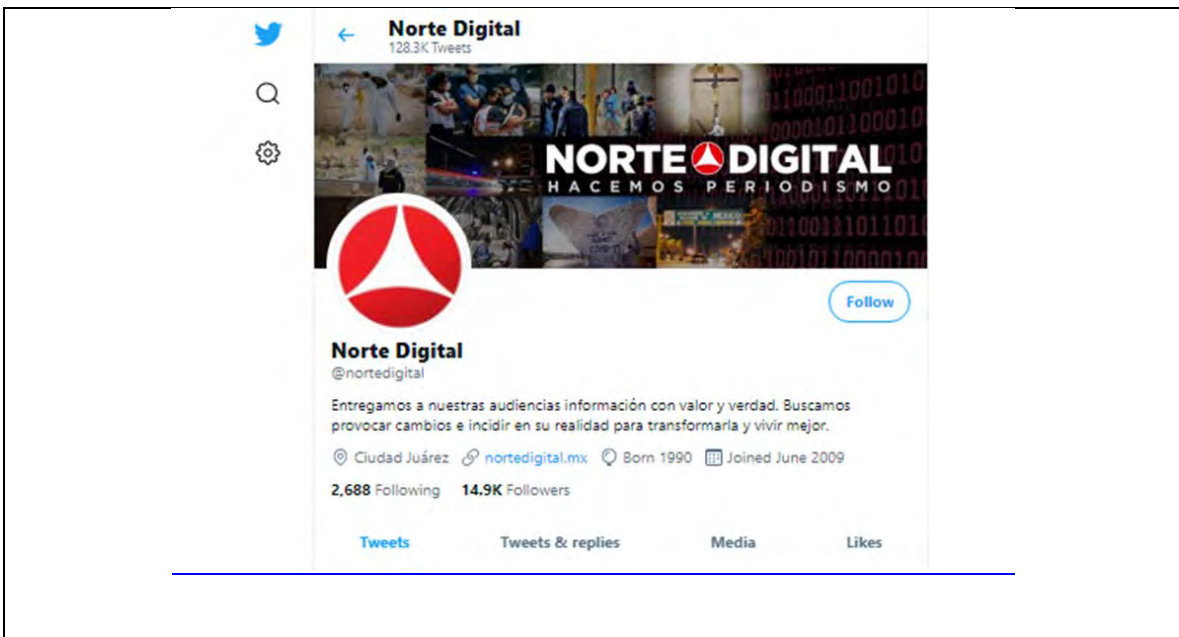 Norte Digital
128.3K Tweets
NORTE DIGITAL
HACEMOS PERIODISMO
Follow
Norte Digital
@nortedigital
Entregamos a nuestras audiencias información con valor y verdad. Buscamos
provocar cambios e incidir en su realidad para transformarla y vivir mejor.
Ciudad Juárez nortedigital.mx Born 1990 Joined June 2009
2,688 Following 14.9K Followers
Tweets Tweets & replies Media Likes